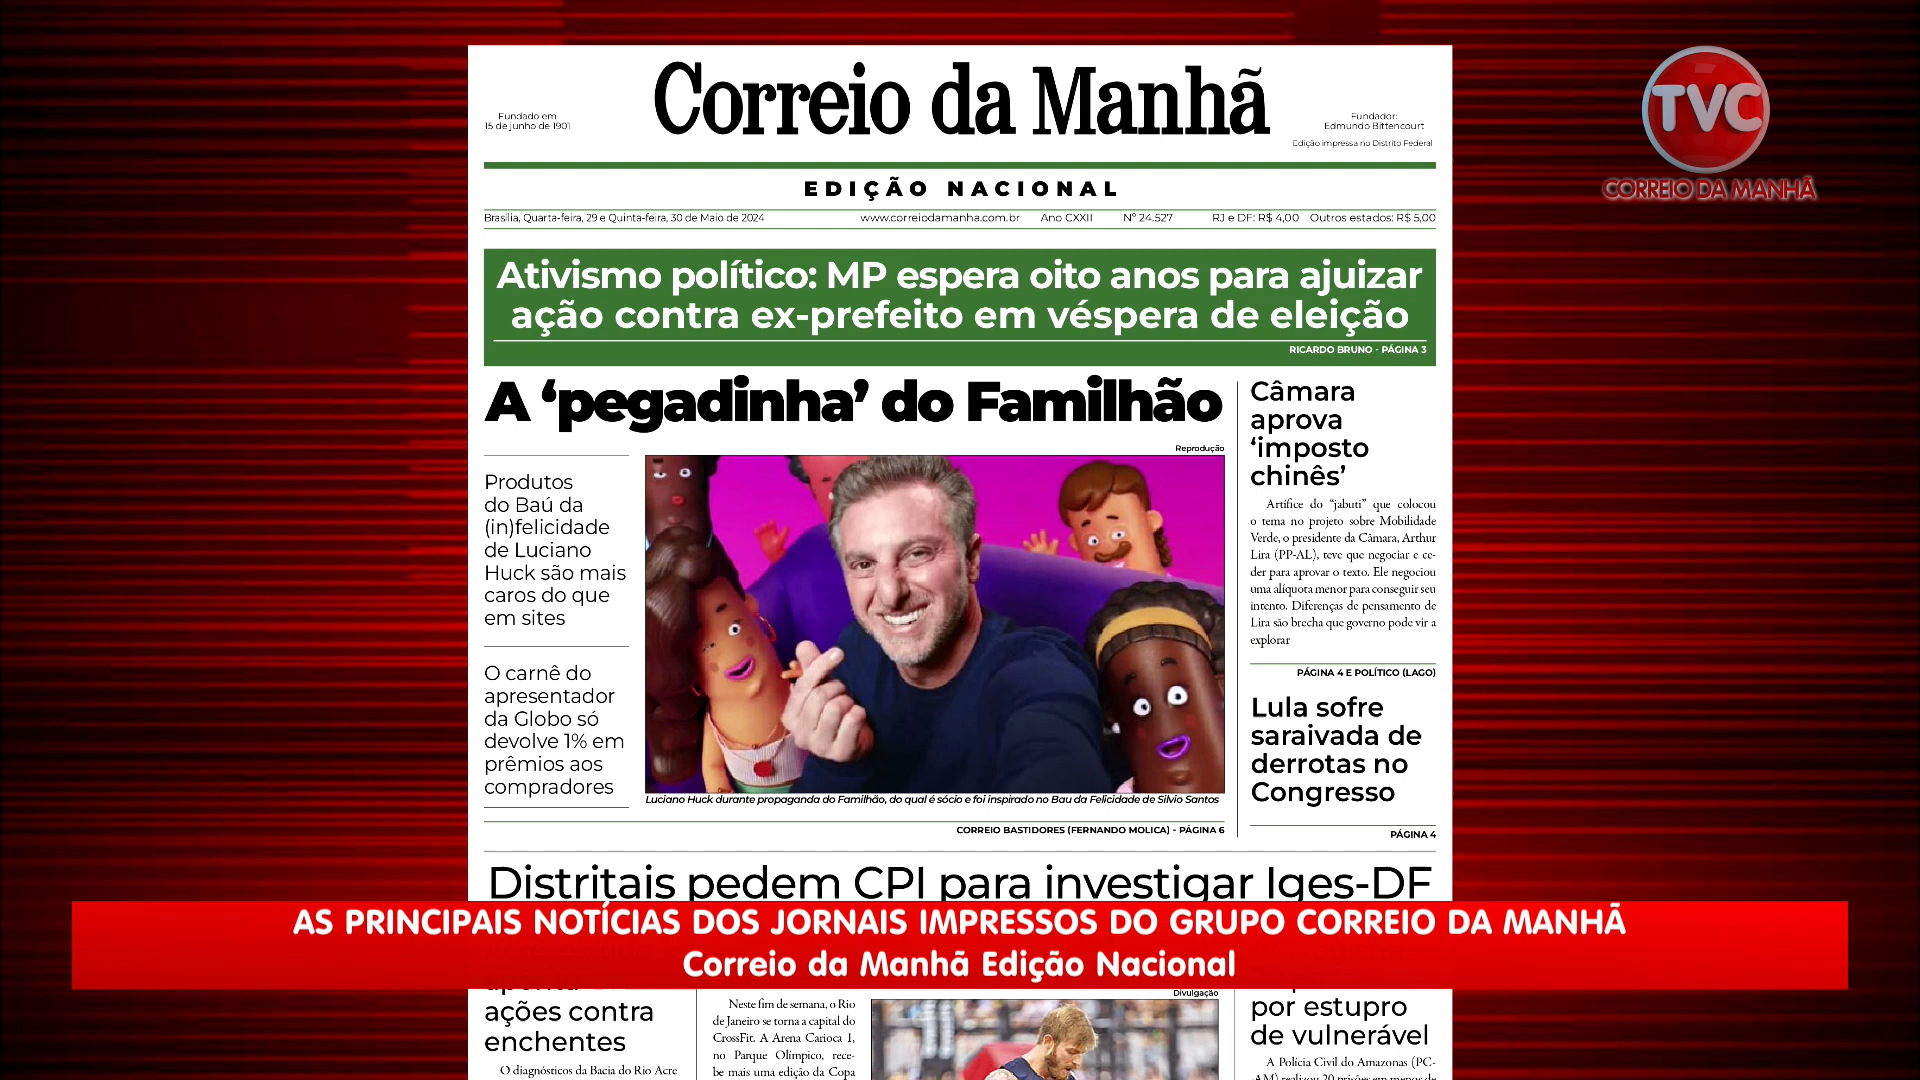 Correio da Manhã
Fundado em
15 de junho de 1901
Fundador:
Edmundo Bittencourt
Edição impressa no Distrito Federal
TVC
CORREIO DA MANHÃ
EDIÇÃO NACIONAL
Brasília, Quarta-feira, 29 e Quinta-feira, 30 de Maio de 2024 www.correiodamanha.com.br Ano CXXII Nº 24.527 RJ e DF: R$ 4,00 Outros estados: R$ 5,00
Ativismo político: MP espera oito anos para ajuizar
ação contra ex-prefeito em véspera de eleição
RICARDO BRUNO - PÁGINA 3
A ‘pegadinha’ do Familhão
Reprodução
Produtos
do Baú da
(in)felicidade
de Luciano
Huck são mais
caros do que
em sites
O carnê do
apresentador
da Globo só
devolve 1% em
prêmios aos
compradores
Luciano Huck durante propaganda do Familhão, do qual é sócio e foi inspirado no Bau da Felicidade de Silvio Santos
CORREIO BASTIDORES (FERNANDO MOLICA) - PÁGINA 6
Câmara
aprova
‘imposto
chinês’
Artífice do “jabuti” que colocou
o tema no projeto sobre Mobilidade
Verde, o presidente da Câmara, Arthur
Lira (PP-AL), teve que negociar e ce-
der para aprovar o texto. Ele negociou
uma alíquota menor para conseguir seu
intento. Diferenças de pensamento de
Lira são brecha que governo pode vir a
explorar
PÁGINA 4 E POLÍTICO (LAGO)
Lula sofre
saraivada de
derrotas no
Congresso
PÁGINA 4
Distritais pedem CPI para investigar Iges-DF
AS PRINCIPAIS NOTÍCIAS DOS JORNAIS IMPRESSOS DO GRUPO CORREIO DA MANHÃ
Correio da Manhã Edição Nacional
ações contra
enchentes
O diagnósticos da Bacia do Rio Acre
Neste fim de semana, o Rio
de Janeiro se torna a capital do
CrossFit. A Arena Carioca 1,
no Parque Olímpico, rece-
be mais uma edição da Copa
Divulgação
por estupro
de vulnerável
A Polícia Civil do Amazonas (PC-
AM) realizou 20 prisões em menos de